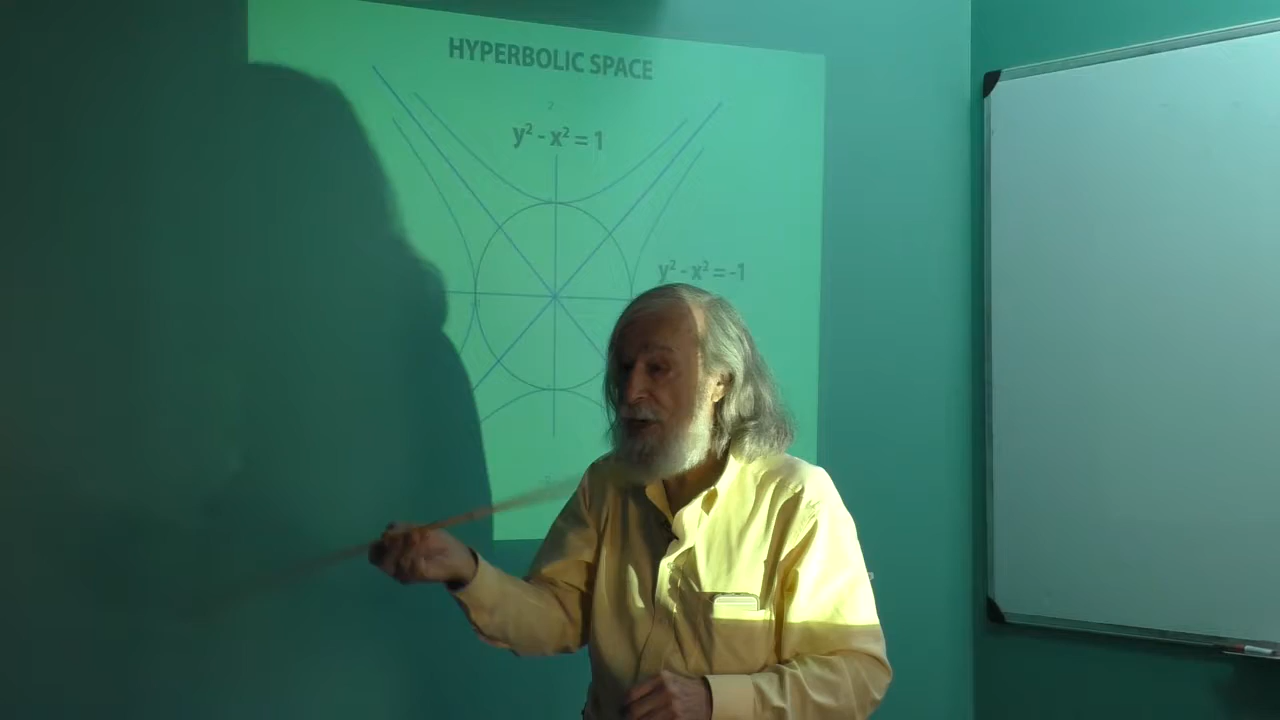 HYPERBOLIC SPACE
y² - x² = 1
y² - x² = -1